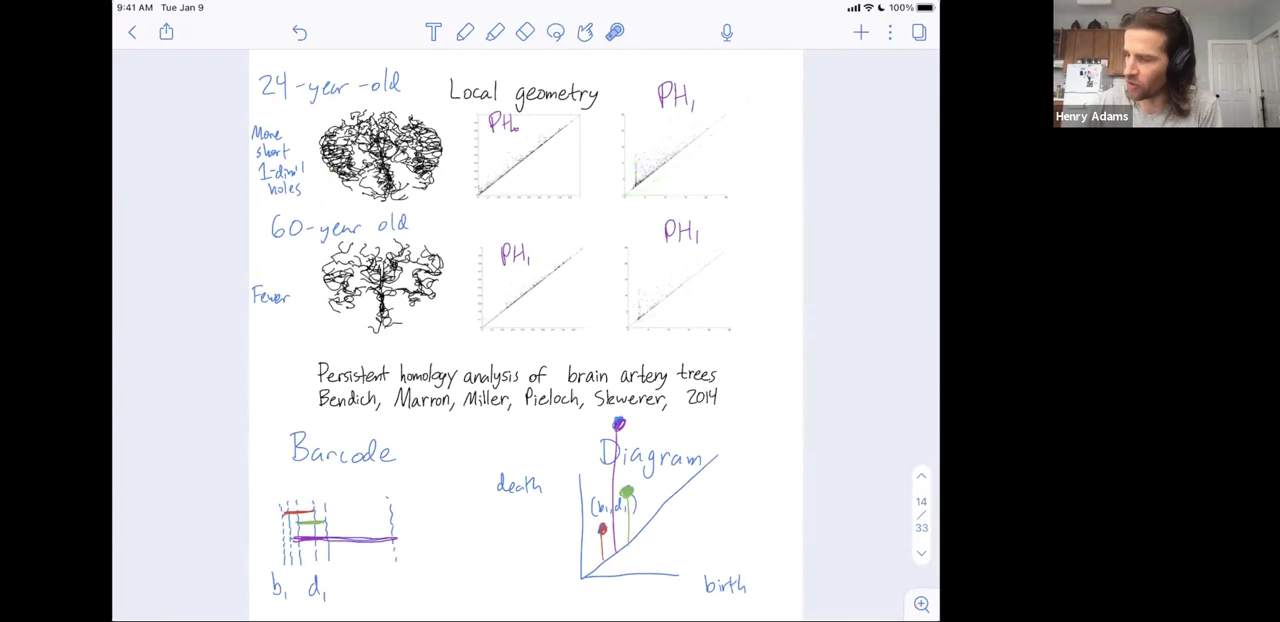 9:41 AM Tue Jan 9
100%
24-year-old
Local geometry
PH₁
PH₀
More
short
1-dim'l
holes
60-year old
PH₁
PH₁
Fewer
Persistent homology analysis of brain artery trees
Bendich, Marron, Miller, Pieloch, Skwerer, 2014
Barcode
Diagram
death
(b₁,d₁)
b₁ d₁
birth
14
/
33
Henry Adams